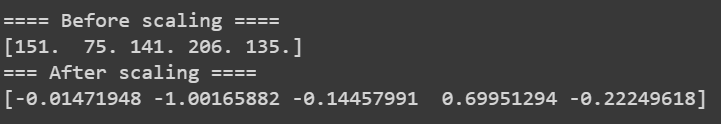 ==== Before scaling ====
[151.  75. 141. 206. 135.]
=== After scaling ====
[-0.01471948 -1.00165882 -0.14457991  0.69951294 -0.22249618]